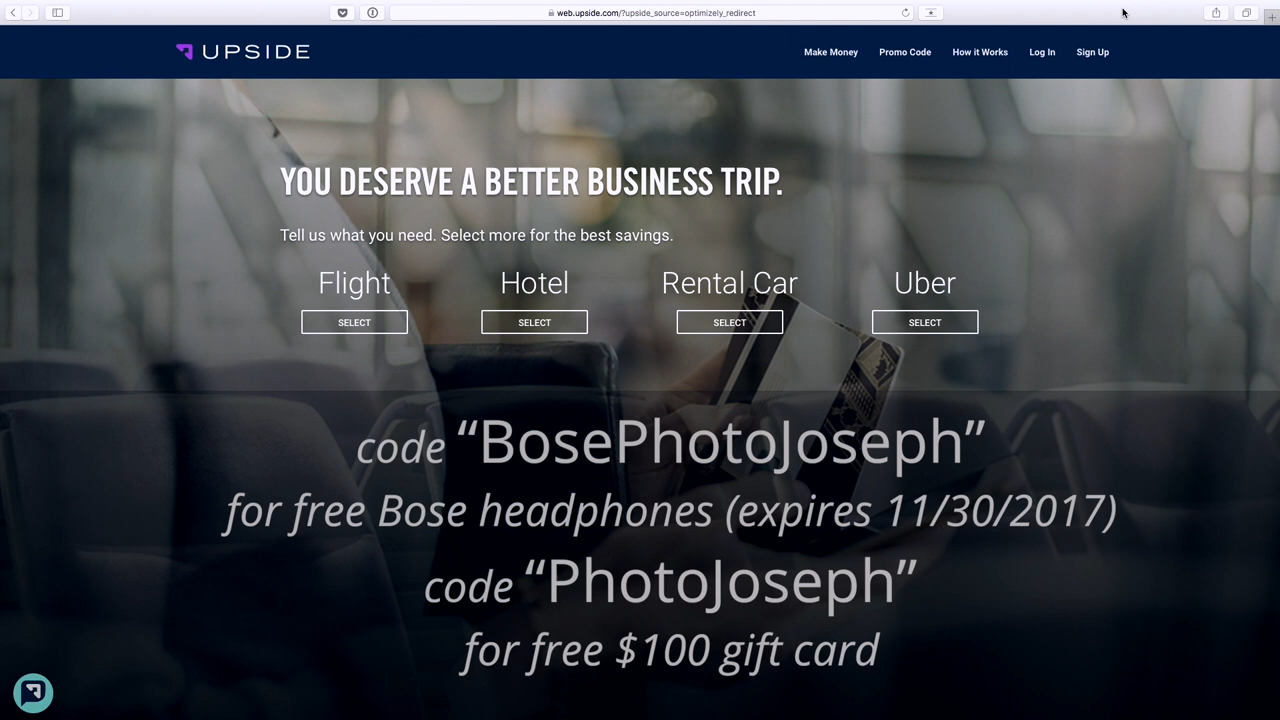 web.upside.com/?upside_source=optimizely_redirect
UPSIDE
Make Money Promo Code How it Works Log In Sign Up
YOU DESERVE A BETTER BUSINESS TRIP.
Tell us what you need. Select more for the best savings.
Flight Hotel Rental Car Uber
SELECT SELECT SELECT SELECT
code “BosePhotoJoseph”
for free Bose headphones (expires 11/30/2017)
code “PhotoJoseph”
for free $100 gift card